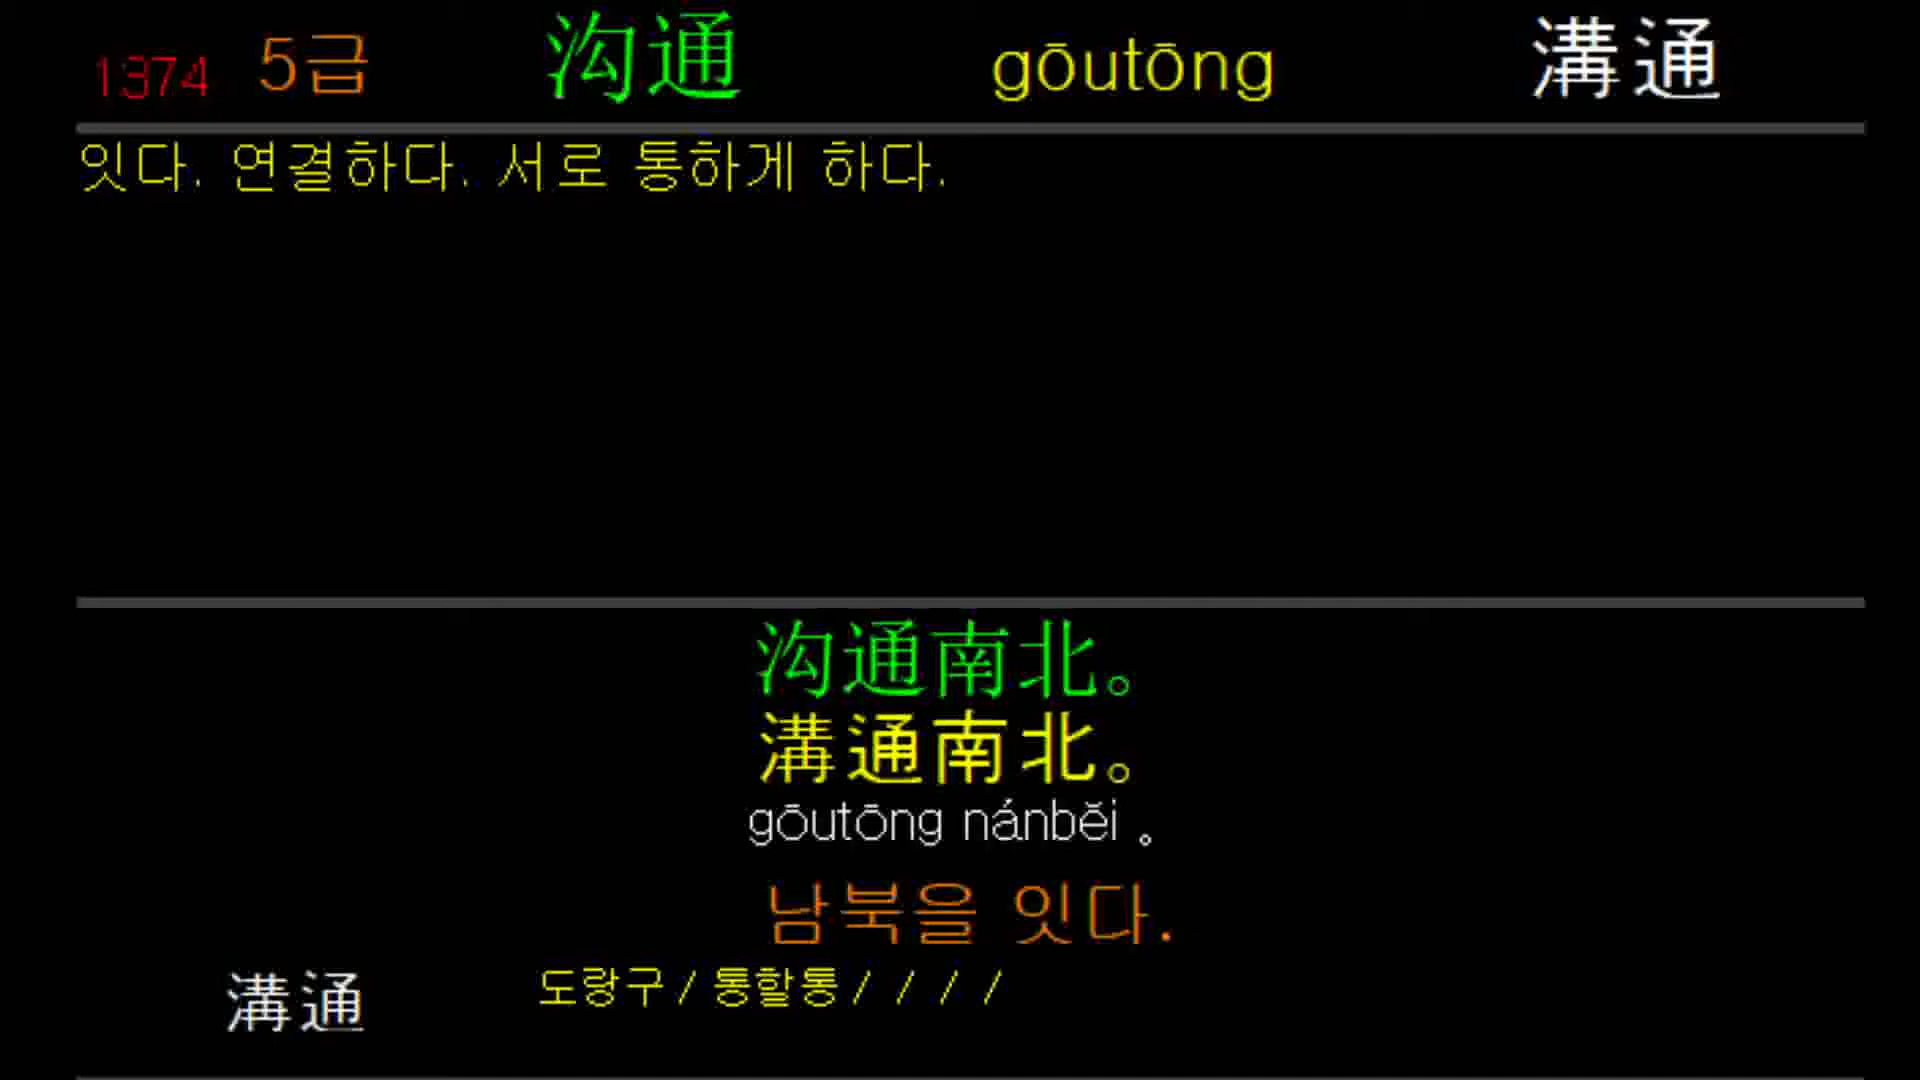 1374 5급 沟通 gōutōng 溝通
잇다. 연결하다. 서로 통하게 하다.
沟通南北。
溝通南北。
gōutōng nánběi 。
남북을 잇다.
溝通 도랑구 / 통할통 / / / /